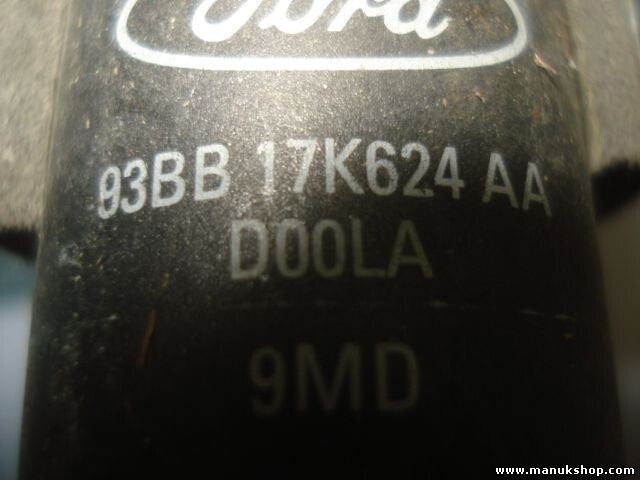 Ford
93BB 17K624 AA
D00LA
9MD
www.manukshop.com